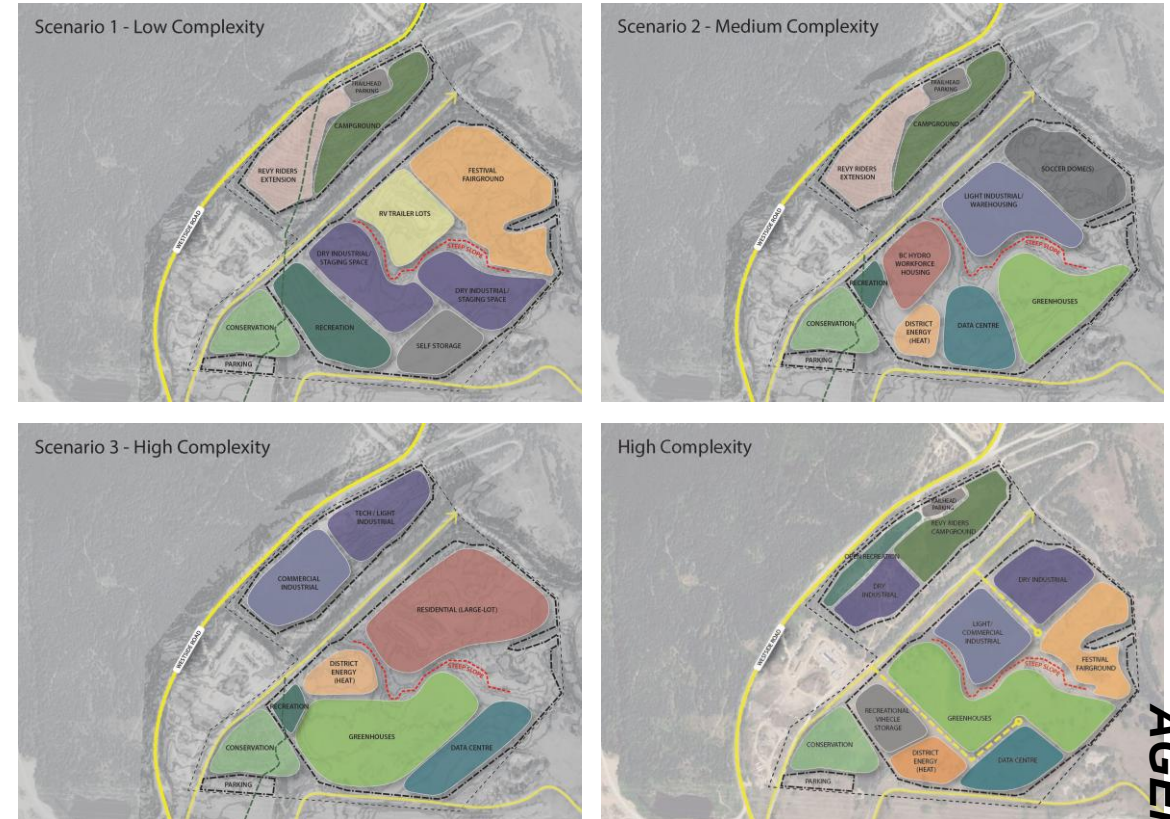 Scenario 1 - Low Complexity
TRAILHEAD
PARKING
CAMPGROUND
REVY RIDERS
EXTENSION
FESTIVAL
FAIRGROUND
RV TRAILER LOTS
WESTSIDE ROAD
STEEP SLOPE
DRY INDUSTRIAL/
STAGING SPACE
DRY INDUSTRIAL/
STAGING SPACE
CONSERVATION
RECREATION
SELF STORAGE
PARKING
Scenario 2 - Medium Complexity
TRAILHEAD
PARKING
CAMPGROUND
REVY RIDERS
EXTENSION
SOCCER DOME(S)
LIGHT INDUSTRIAL/
WAREHOUSING
WESTSIDE ROAD
STEEP SLOPE
BC HYDRO
WORKFORCE
HOUSING
RECREATION
GREENHOUSES
CONSERVATION
DISTRICT
ENERGY
(HEAT)
DATA CENTRE
PARKING
Scenario 3 - High Complexity
TECH / LIGHT
INDUSTRIAL
COMMERCIAL
INDUSTRIAL
RESIDENTIAL (LARGE-LOT)
WESTSIDE ROAD
STEEP SLOPE
DISTRICT
ENERGY
(HEAT)
RECREATION
GREENHOUSES
CONSERVATION
DATA CENTRE
PARKING
High Complexity
TRAILHEAD
PARKING
REVY RIDERS
CAMPGROUND
OPEN RECREATION
DRY
INDUSTRIAL
DRY INDUSTRIAL
LIGHT/
COMMERCIAL
INDUSTRIAL
WESTSIDE ROAD
STEEP SLOPE
FESTIVAL
FAIRGROUND
RECREATIONAL
VIHECLE
STORAGE
GREENHOUSES
CONSERVATION
DISTRICT
ENERGY
(HEAT)
DATA CENTRE
PARKING